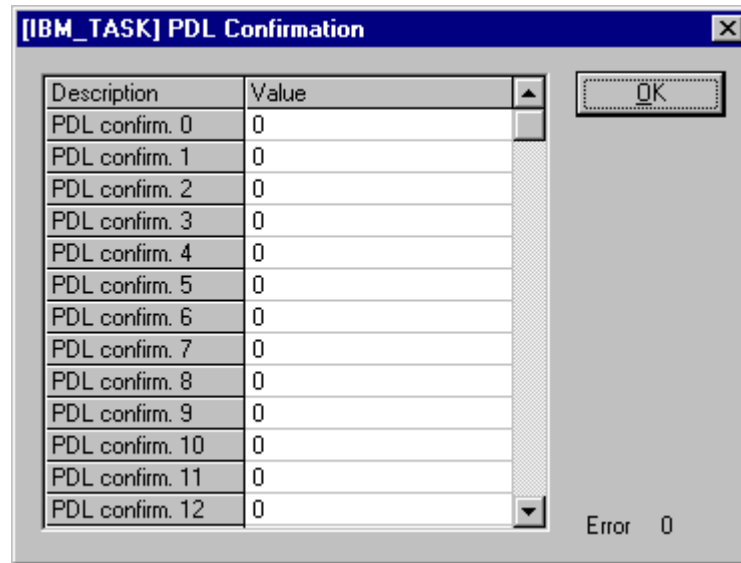 [IBM_TASK] PDL Confirmation
Description Value
OK
PDL confirm. 0 0
PDL confirm. 1 0
PDL confirm. 2 0
PDL confirm. 3 0
PDL confirm. 4 0
PDL confirm. 5 0
PDL confirm. 6 0
PDL confirm. 7 0
PDL confirm. 8 0
PDL confirm. 9 0
PDL confirm. 10 0
PDL confirm. 11 0
PDL confirm. 12 0
Error 0